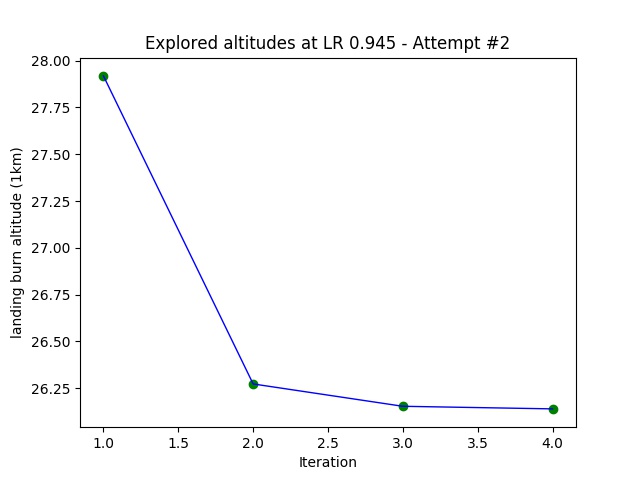 Explored altitudes at LR 0.945 - Attempt #2
28.00
27.75
27.50
27.25
27.00
26.75
26.50
26.25
landing burn altitude (1km)
1.0 1.5 2.0 2.5 3.0 3.5 4.0
Iteration